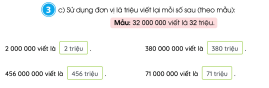 3 c) Sử dụng đơn vị là triệu viết lại mỗi số sau (theo mẫu):
Mẫu: 32 000 000 viết là 32 triệu.
2 000 000 viết là 2 triệu . 380 000 000 viết là 380 triệu .
456 000 000 viết là 456 triệu . 71 000 000 viết là 71 triệu .